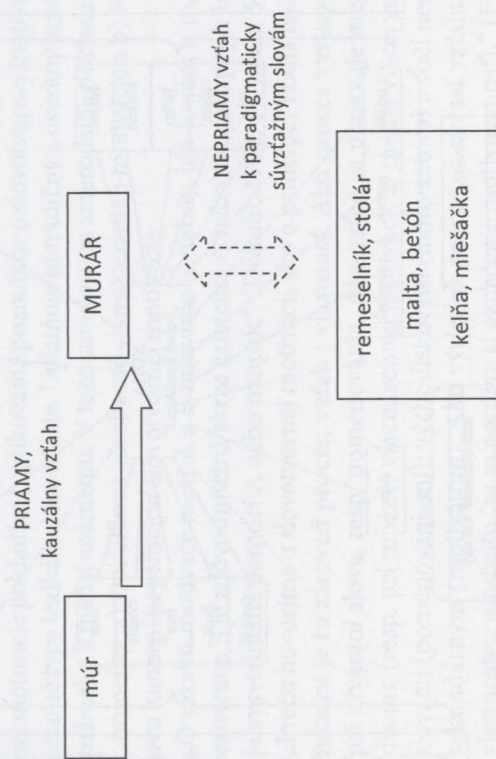 múr
PRIAMY,
kauzálny vzťah
MURÁR
NEPRIAMY vzťah
k paradigmaticky
súvzťažným slovám
remeselník, stolár
malta, betón
kelňa, miešačka